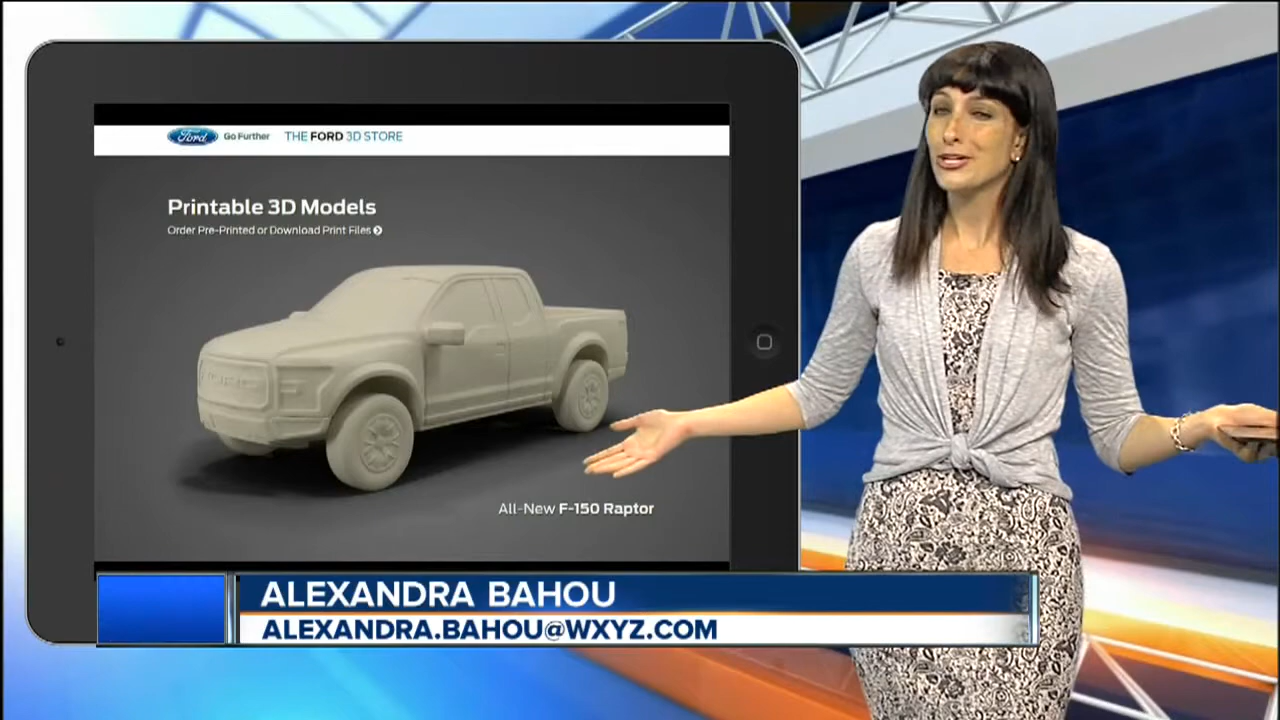 Ford Go Further THE FORD 3D STORE
Printable 3D Models
Order Pre-Printed or Download Print Files
All-New F-150 Raptor
ALEXANDRA BAHOU
ALEXANDRA.BAHOU@WXYZ.COM